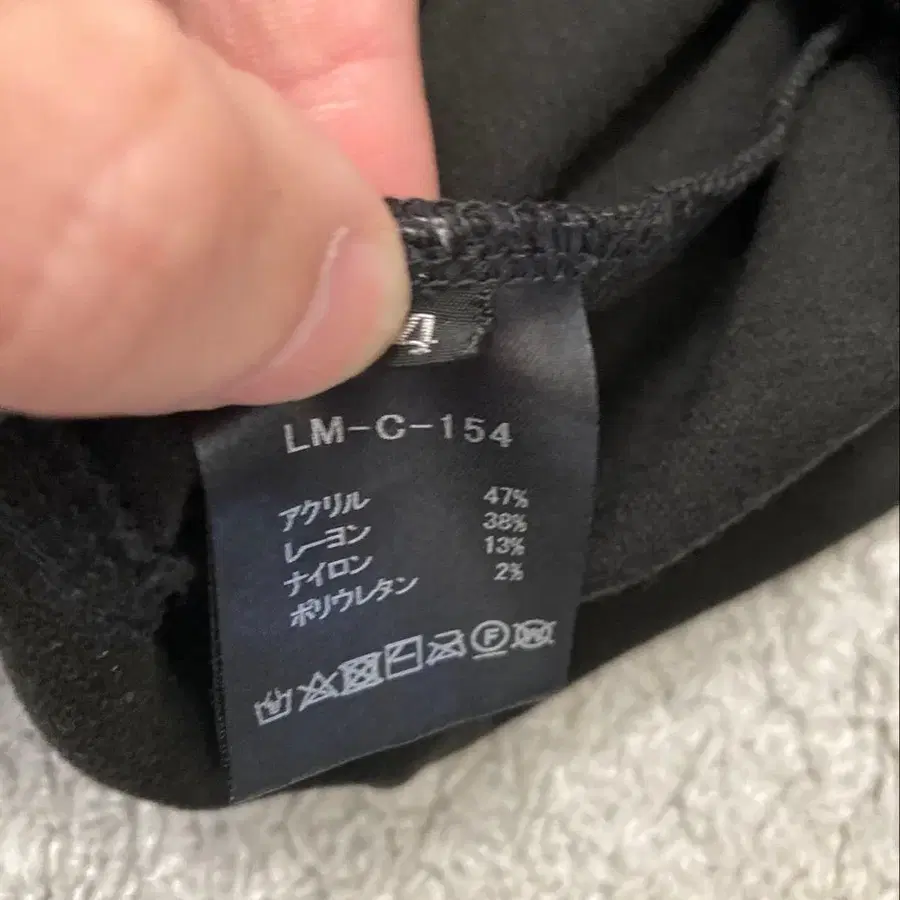 4
LM-C-154
アクリル 47%
レーヨン 38%
ナイロン 13%
ポリウレタン 2%
F W